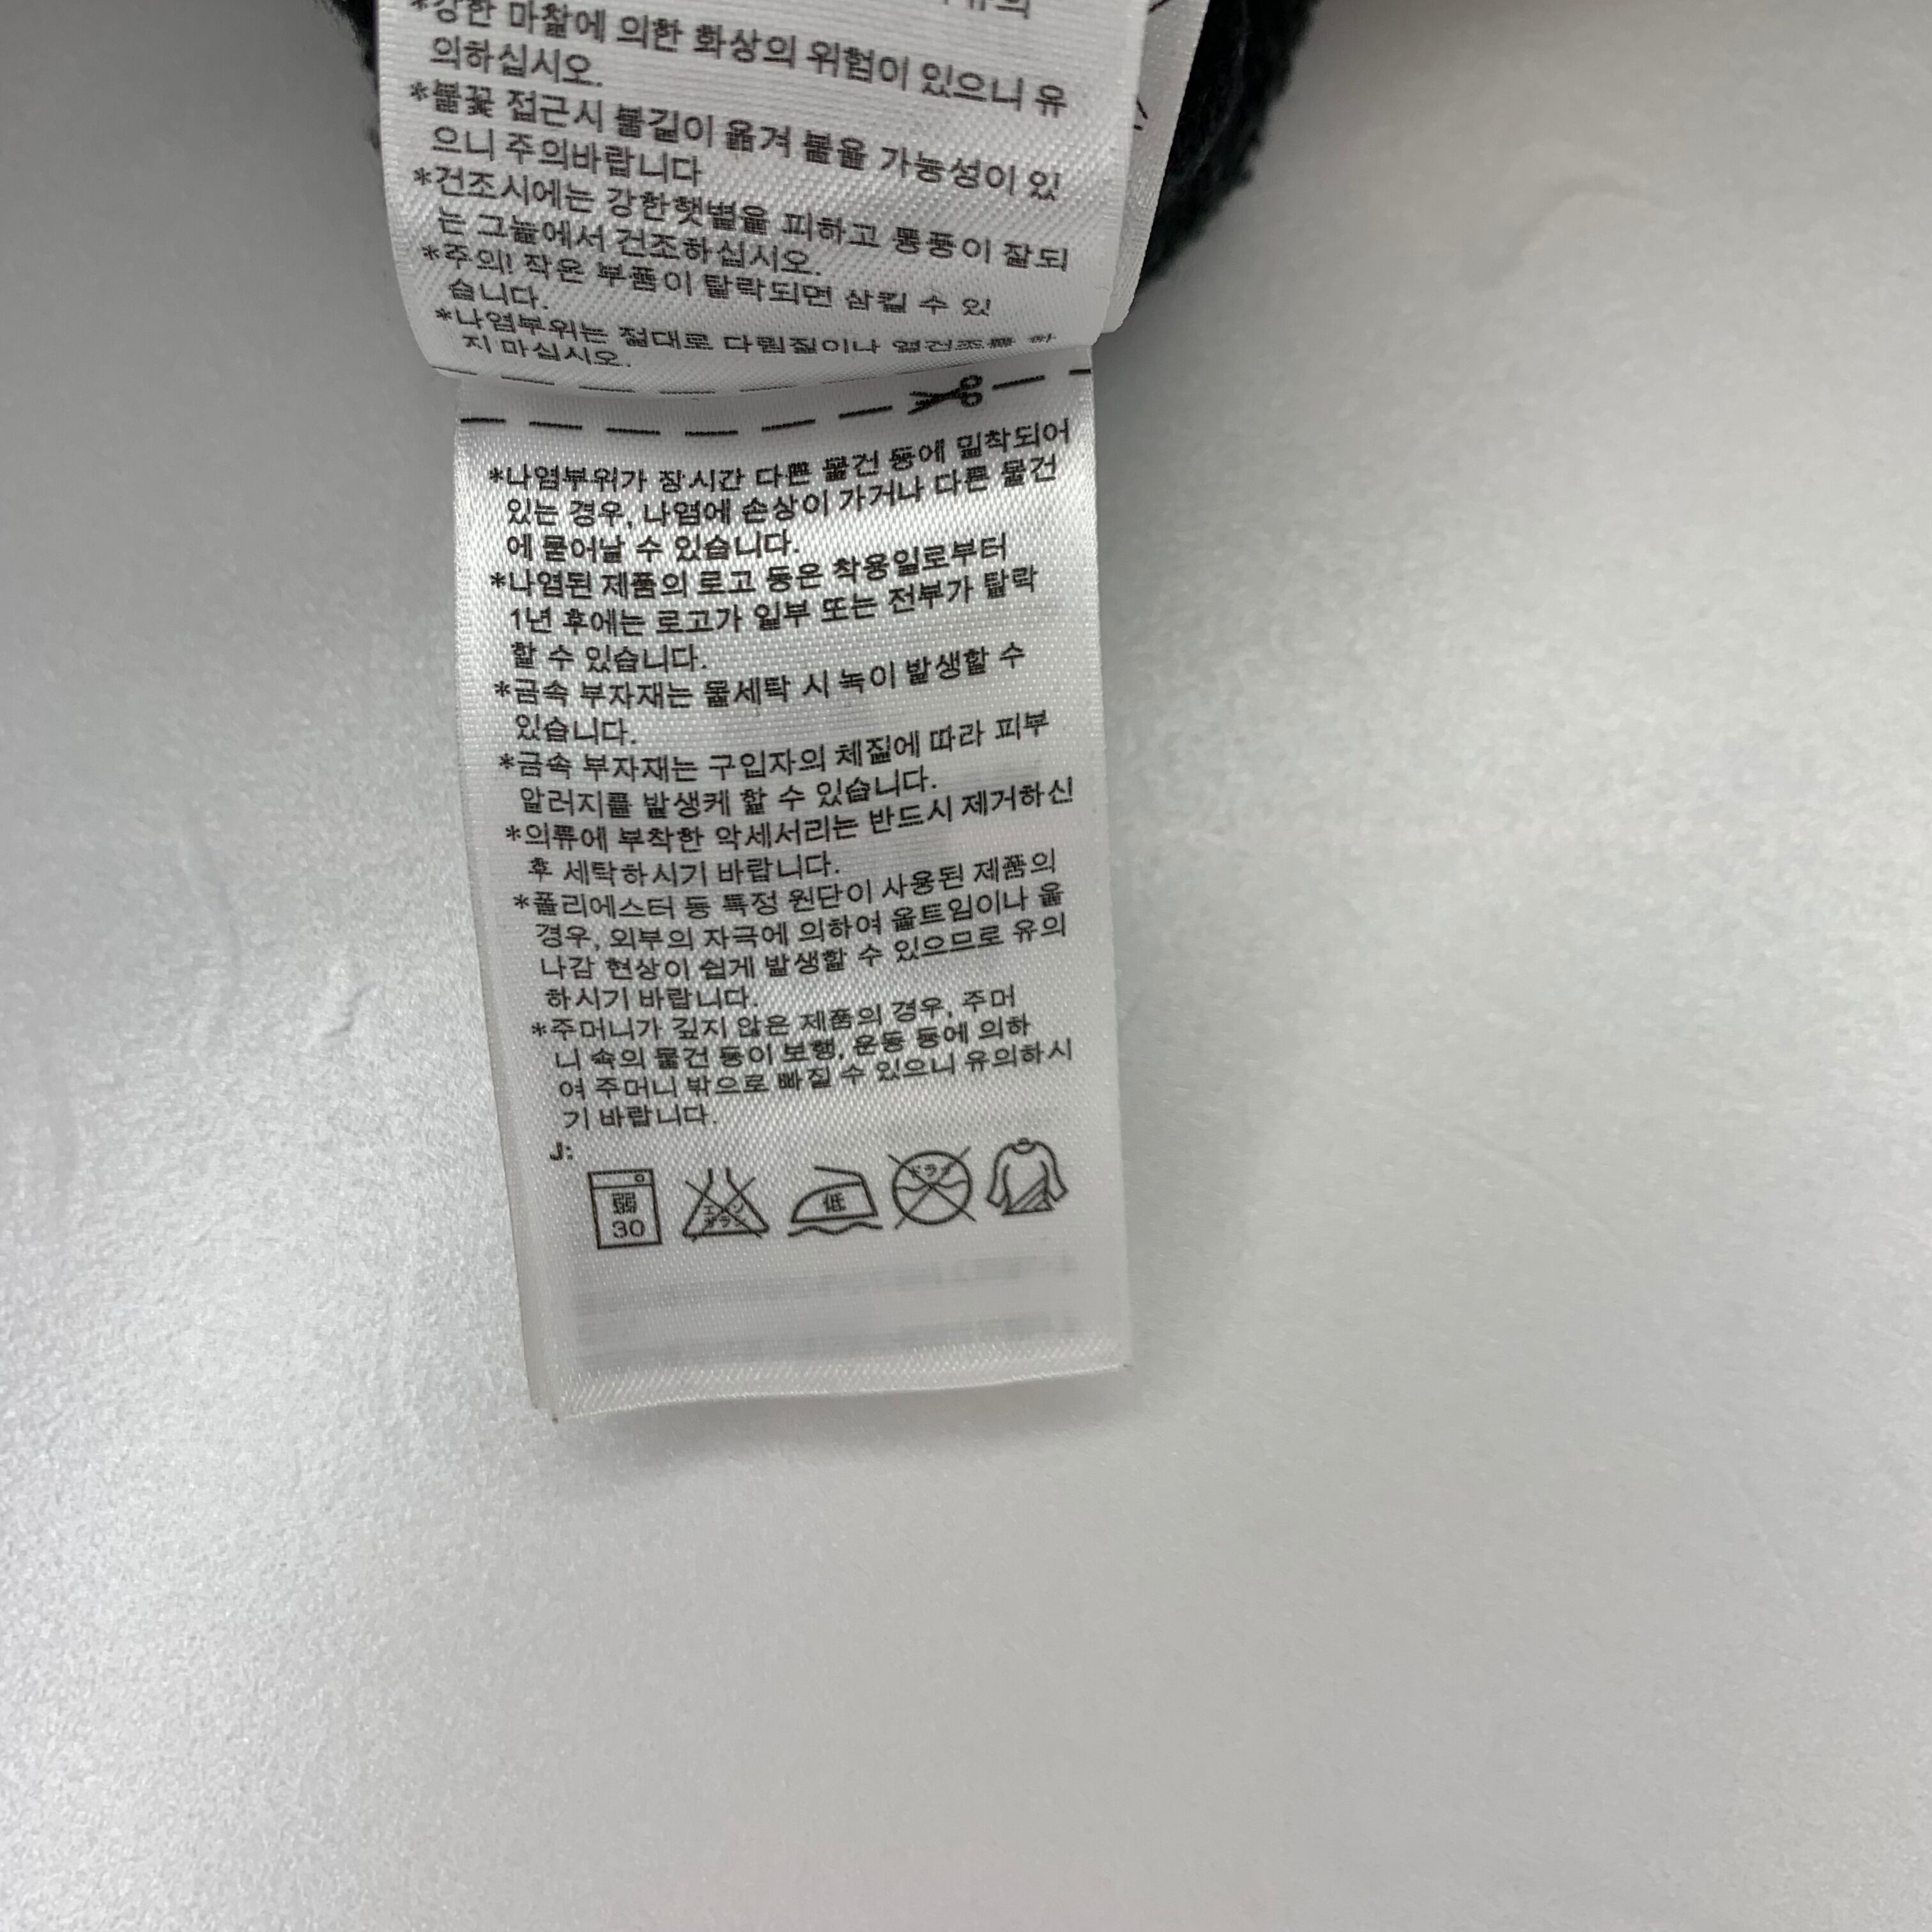 *강한 마찰에 의한 화상의 위험이 있으니 유
의하십시오.
*불꽃 접근시 불길이 옮겨 붙을 가능성이 있
으니 주의바랍니다
*건조시에는 강한햇볕을 피하고 통풍이 잘되
는 그늘에서 건조하십시오.
*주의! 작은 부품이 탈락되면 삼킬 수 있
습니다.
*나염부위는 절대로 다림질이나 열건조를 하
지 마십시오.
*나염부위가 장시간 다른 물건 등에 밀착되어
있는 경우, 나염에 손상이 가거나 다른 물건
에 묻어날 수 있습니다.
*나염된 제품의 로고 등은 착용일로부터
1년 후에는 로고가 일부 또는 전부가 탈락
할 수 있습니다.
*금속 부자재는 물세탁 시 녹이 발생할 수
있습니다.
*금속 부자재는 구입자의 체질에 따라 피부
알러지를 발생케 할 수 있습니다.
*의류에 부착한 악세서리는 반드시 제거하신
후 세탁하시기 바랍니다.
*폴리에스터 등 특정 원단이 사용된 제품의
경우, 외부의 자극에 의하여 올트임이나 올
나감 현상이 쉽게 발생할 수 있으므로 유의
하시기 바랍니다.
*주머니가 깊지 않은 제품의 경우, 주머
니 속의 물건 등이 보행, 운동 등에 의하
여 주머니 밖으로 빠질 수 있으니 유의하시
기 바랍니다.
J:
弱
30
エンソ
サラシ
低
ドライ